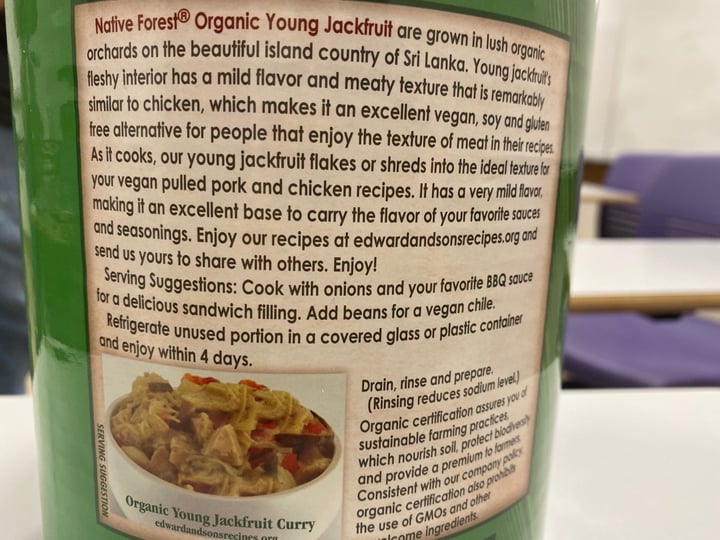 Native Forest® Organic Young Jackfruit are grown in lush organic
orchards on the beautiful island country of Sri Lanka. Young jackfruit's
fleshy interior has a mild flavor and meaty texture that is remarkably
similar to chicken, which makes it an excellent vegan, soy and gluten
free alternative for people that enjoy the texture of meat in their recipes.
As it cooks, our young jackfruit flakes or shreds into the ideal texture for
your vegan pulled pork and chicken recipes. It has a very mild flavor,
making it an excellent base to carry the flavor of your favorite sauces
and seasonings. Enjoy our recipes at edwardandsonsrecipes.org and
send us yours to share with others. Enjoy!
Serving Suggestions: Cook with onions and your favorite BBQ sauce
for a delicious sandwich filling. Add beans for a vegan chile.
Refrigerate unused portion in a covered glass or plastic container
and enjoy within 4 days.
SERVING SUGGESTION
Organic Young Jackfruit Curry
edwardandsonsrecipes.org
Drain, rinse and prepare.
(Rinsing reduces sodium level.)
Organic certification assures you of
sustainable farming practices,
which nourish soil, protect biodiversity
and provide a premium to farmers.
Consistent with our company policy,
organic certification also prohibits
the use of GMOs and other
ingredients.